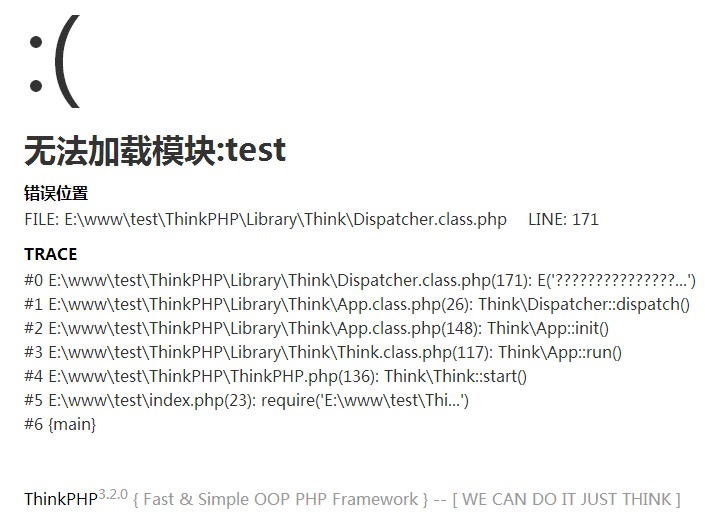 :(
无法加载模块:test
错误位置
FILE: E:\www\test\ThinkPHP\Library\Think\Dispatcher.class.php LINE: 171
TRACE
#0 E:\www\test\ThinkPHP\Library\Think\Dispatcher.class.php(171): E('???????????????...')
#1 E:\www\test\ThinkPHP\Library\Think\App.class.php(26): Think\Dispatcher::dispatch()
#2 E:\www\test\ThinkPHP\Library\Think\App.class.php(148): Think\App::init()
#3 E:\www\test\ThinkPHP\Library\Think\Think.class.php(117): Think\App::run()
#4 E:\www\test\ThinkPHP\ThinkPHP.php(136): Think\Think::start()
#5 E:\www\test\index.php(23): require('E:\www\test\Thi...')
#6 {main}
ThinkPHP3.2.0 { Fast & Simple OOP PHP Framework } -- [ WE CAN DO IT JUST THINK ]